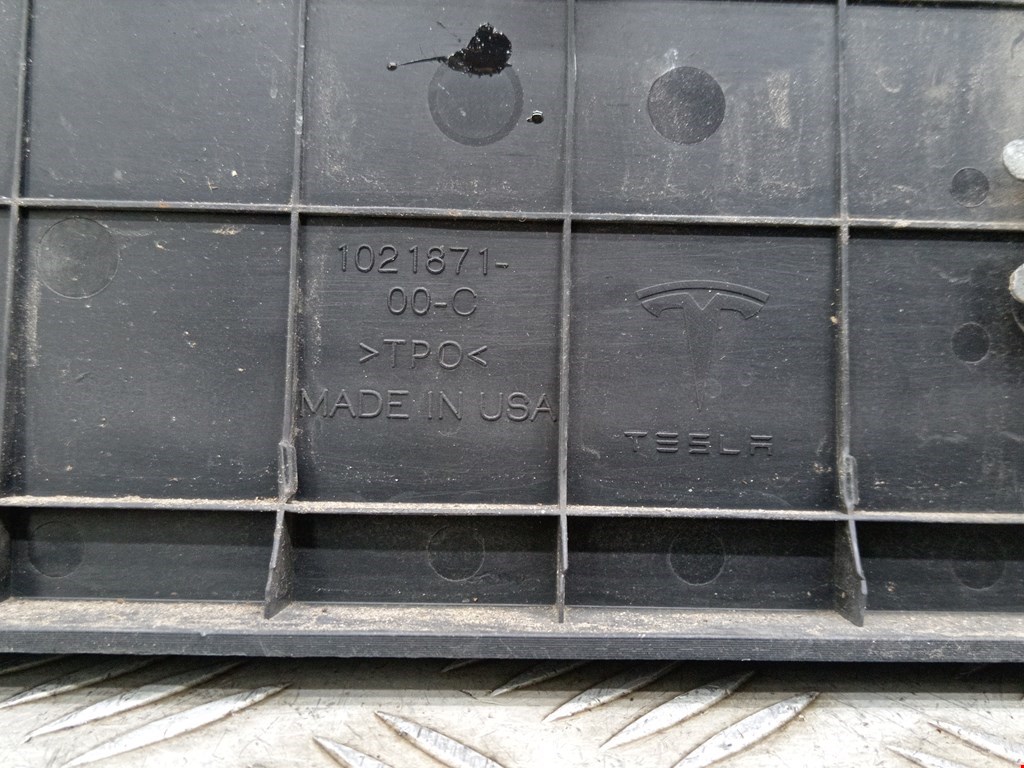 1021871-
00-C
>TPO<
MADE IN USA
TESLA